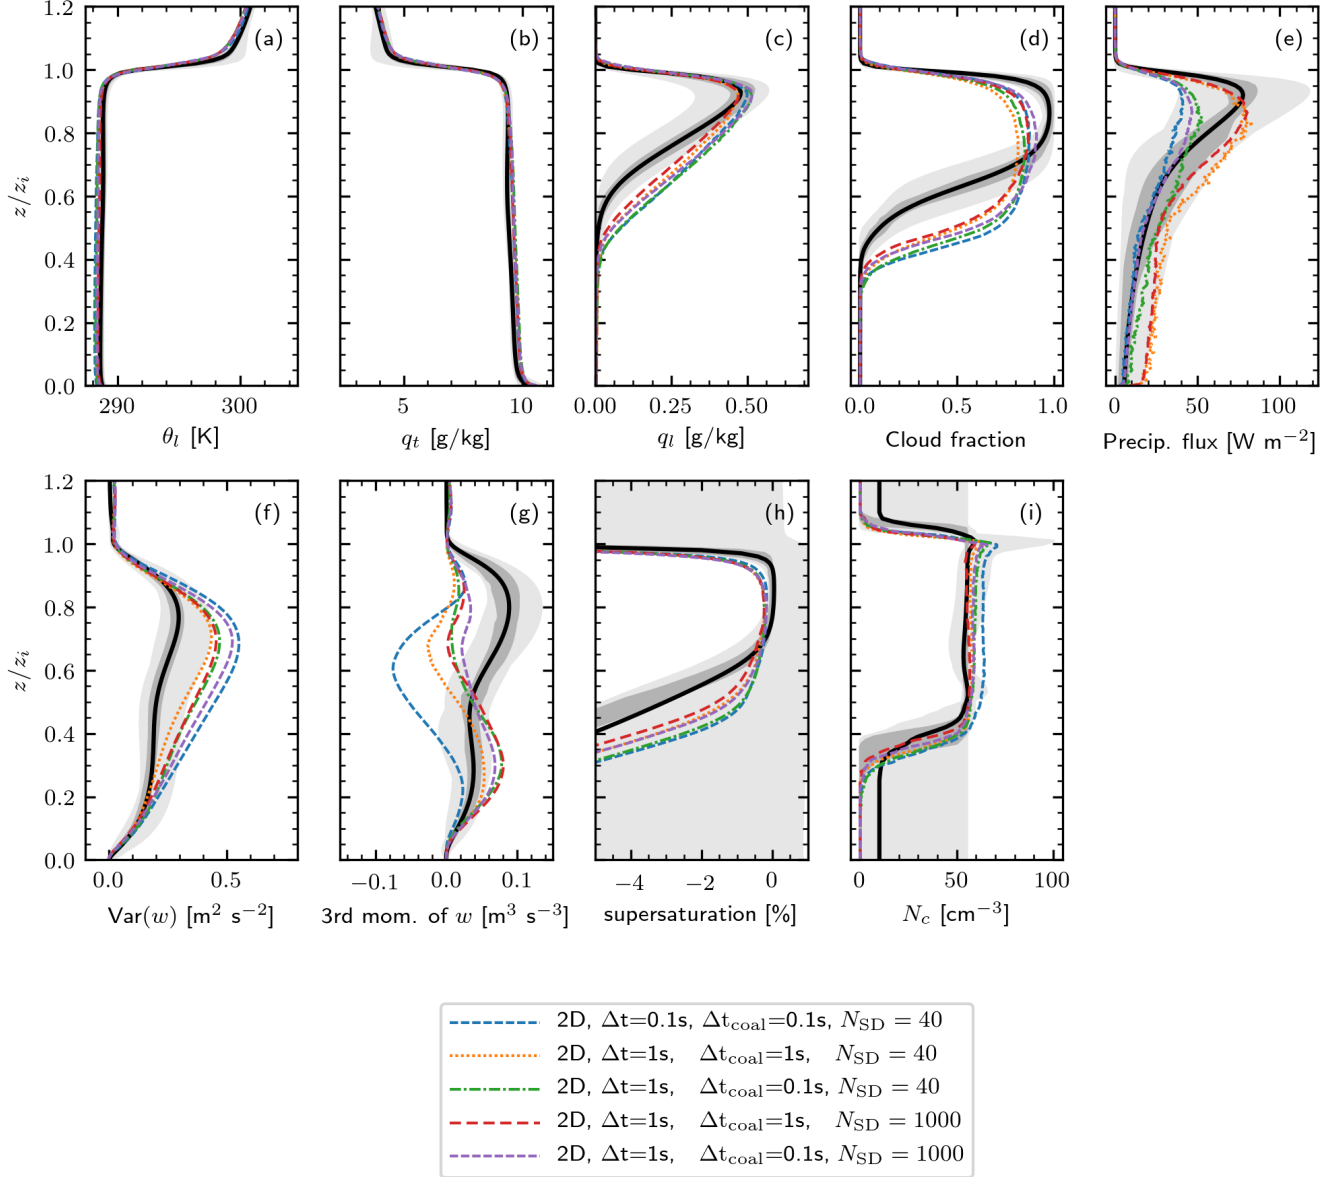 1.2
1.0
0.8
0.6
0.4
0.2
0.0
z/z_i
(a)
(b)
(c)
(d)
(e)
290 300
5 10
0.00 0.25 0.50
0.0 0.5 1.0
0 50 100
θ_l [K]
q_t [g/kg]
q_l [g/kg]
Cloud fraction
Precip. flux [W m⁻²]
1.2
1.0
0.8
0.6
0.4
0.2
0.0
z/z_i
(f)
(g)
(h)
(i)
0.0 0.5
−0.1 0.0 0.1
−4 −2 0
0 50 100
Var(w) [m² s⁻²]
3rd mom. of w [m³ s⁻³]
supersaturation [%]
N_c [cm⁻³]
2D, Δt=0.1s, Δt_coal=0.1s, N_SD = 40
2D, Δt=1s, Δt_coal=1s, N_SD = 40
2D, Δt=1s, Δt_coal=0.1s, N_SD = 40
2D, Δt=1s, Δt_coal=1s, N_SD = 1000
2D, Δt=1s, Δt_coal=0.1s, N_SD = 1000